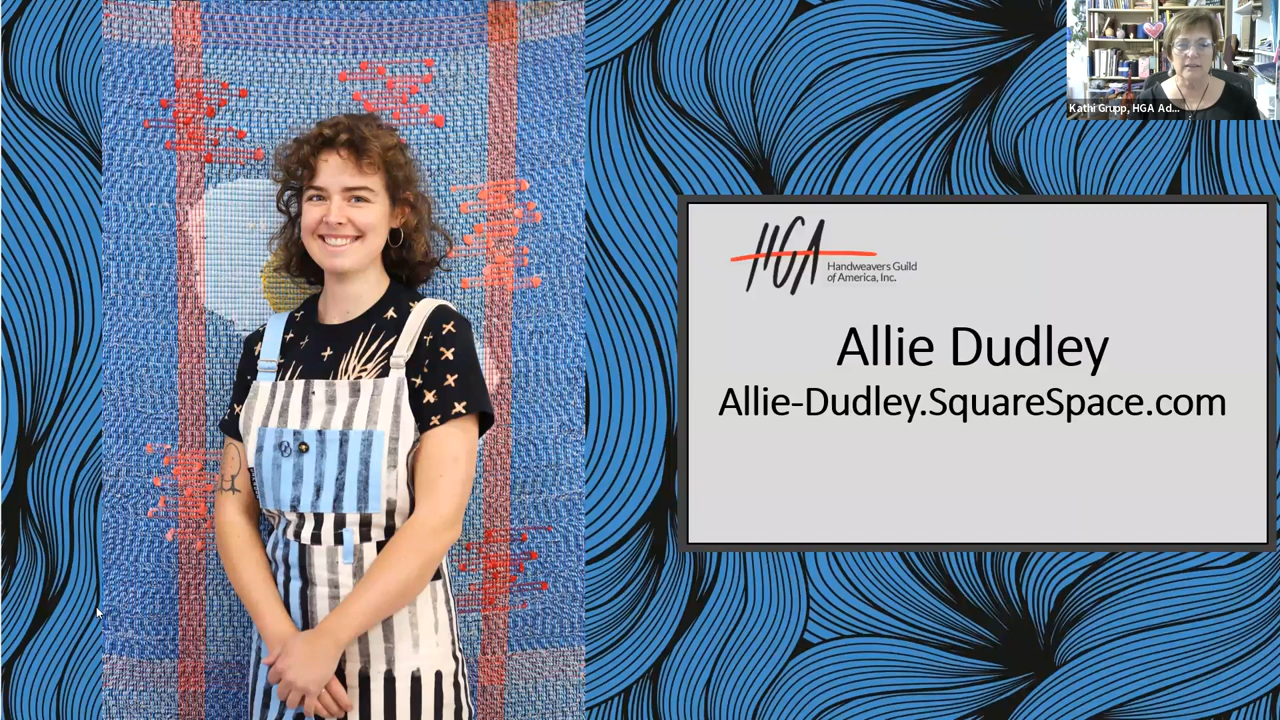 Kathi Grupp, HGA Ad...
HGA
Handweavers Guild
of America, Inc.
Allie Dudley
Allie-Dudley.SquareSpace.com